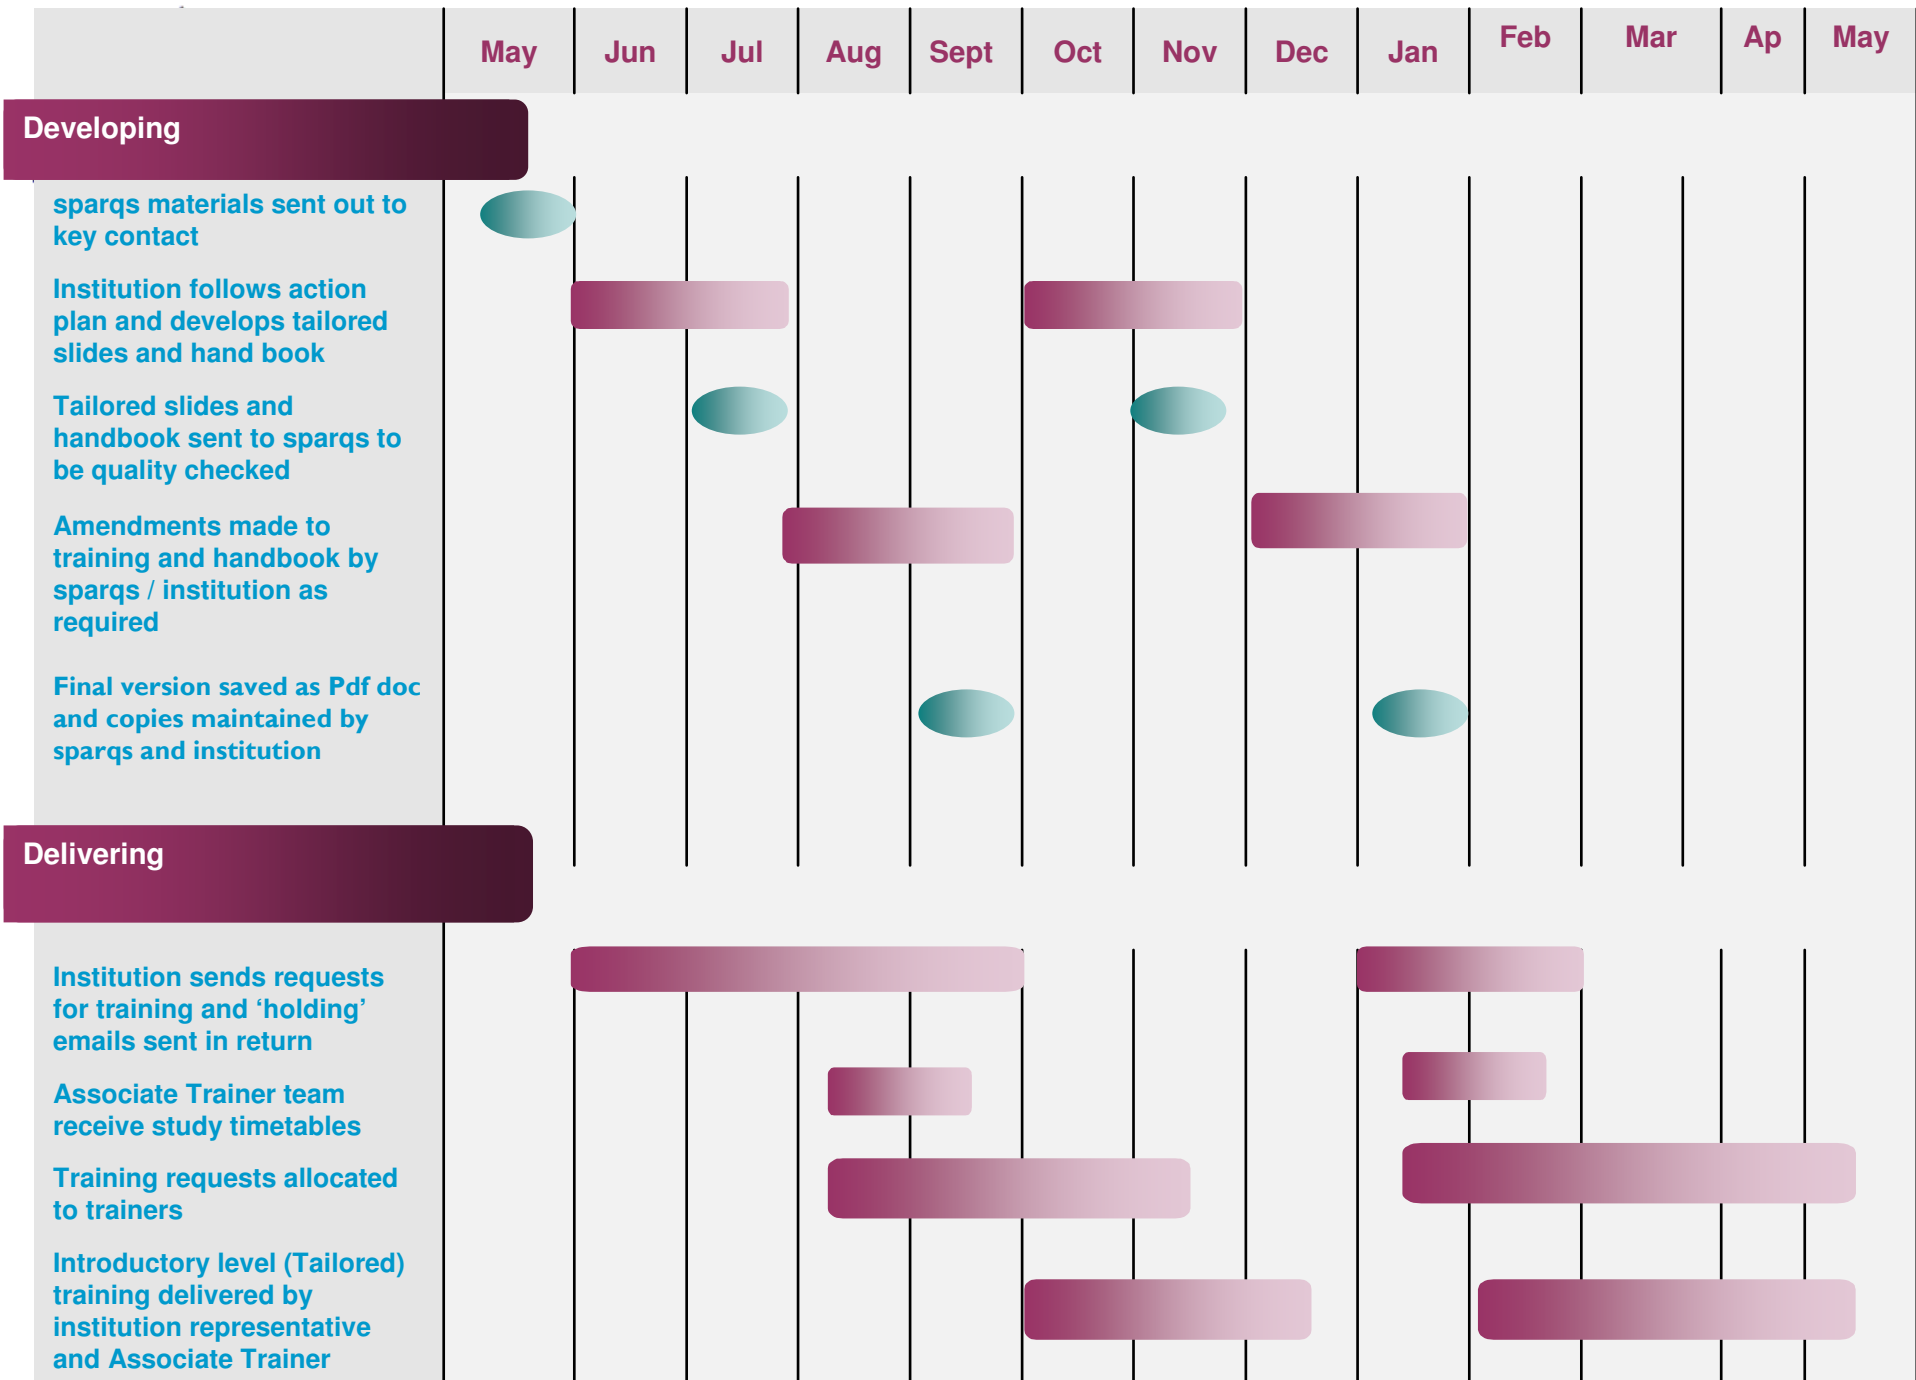 May Jun Jul Aug Sept Oct Nov Dec Jan Feb Mar Ap May
Developing
sparqs materials sent out to
key contact
Institution follows action
plan and develops tailored
slides and hand book
Tailored slides and
handbook sent to sparqs to
be quality checked
Amendments made to
training and handbook by
sparqs / institution as
required
Final version saved as Pdf doc
and copies maintained by
sparqs and institution
Delivering
Institution sends requests
for training and ‘holding’
emails sent in return
Associate Trainer team
receive study timetables
Training requests allocated
to trainers
Introductory level (Tailored)
training delivered by
institution representative
and Associate Trainer